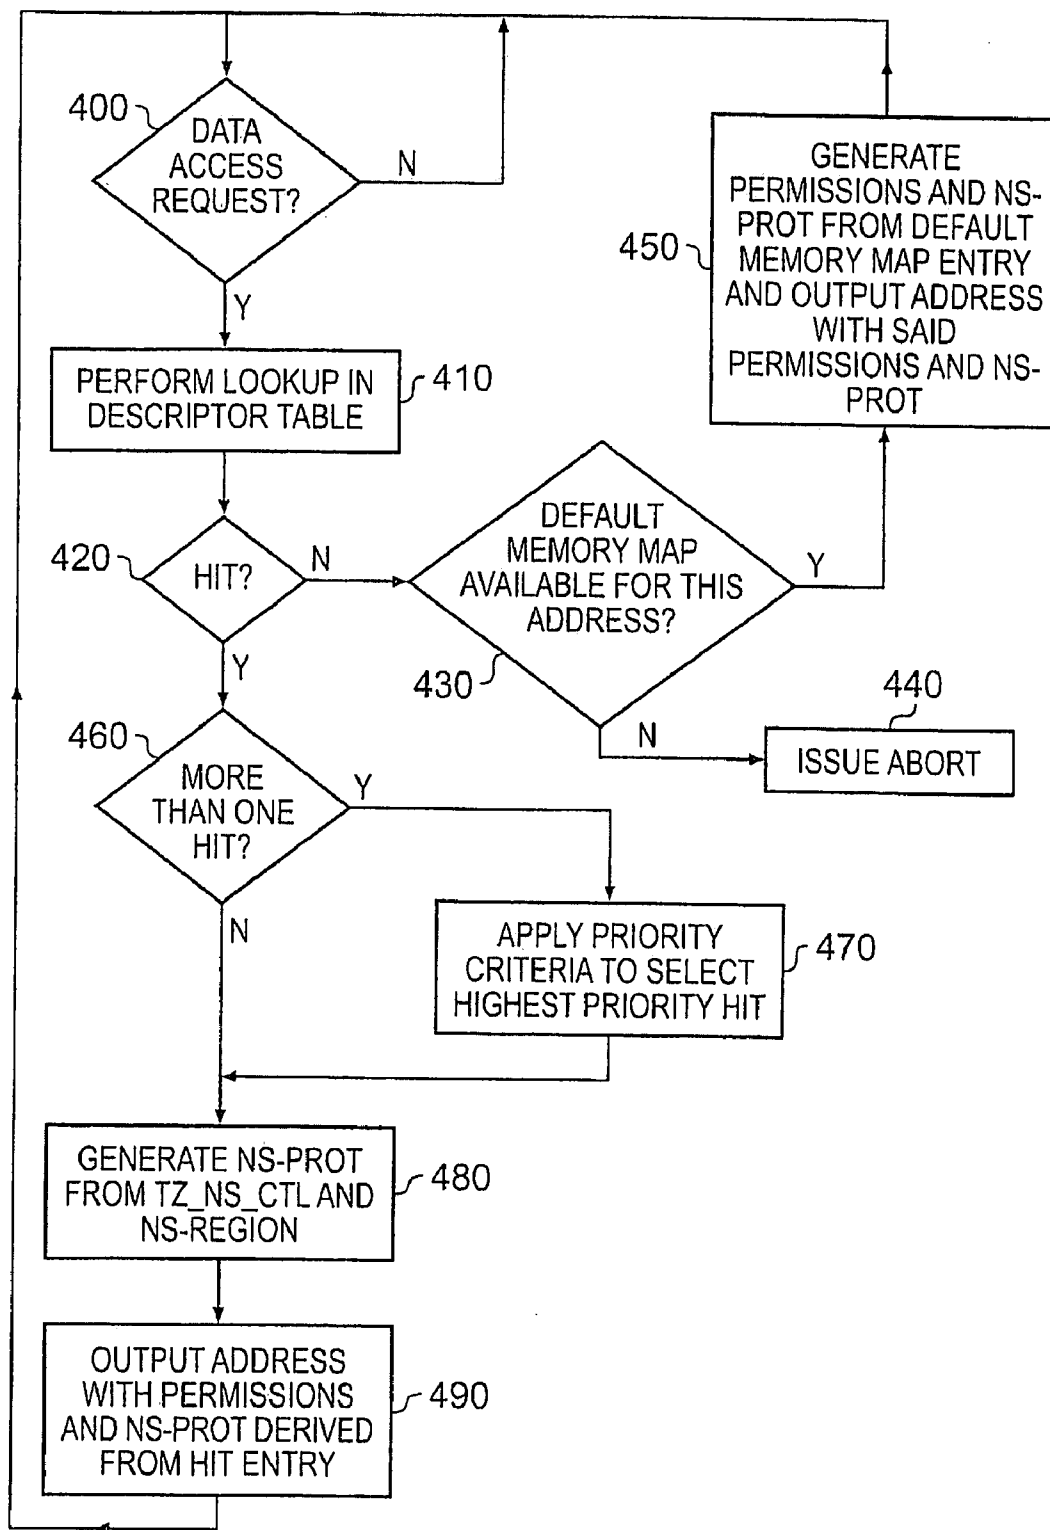 400
DATA
ACCESS
REQUEST?
N
Y
PERFORM LOOKUP IN
DESCRIPTOR TABLE
410
420
HIT?
N
Y
DEFAULT
MEMORY MAP
AVAILABLE FOR THIS
ADDRESS?
430
Y
N
440
ISSUE ABORT
450
GENERATE
PERMISSIONS AND NS-
PROT FROM DEFAULT
MEMORY MAP ENTRY
AND OUTPUT ADDRESS
WITH SAID
PERMISSIONS AND NS-
PROT
460
MORE
THAN ONE
HIT?
Y
N
APPLY PRIORITY
CRITERIA TO SELECT
HIGHEST PRIORITY HIT
470
GENERATE NS-PROT
FROM TZ_NS_CTL AND
NS-REGION
480
OUTPUT ADDRESS
WITH PERMISSIONS
AND NS-PROT DERIVED
FROM HIT ENTRY
490